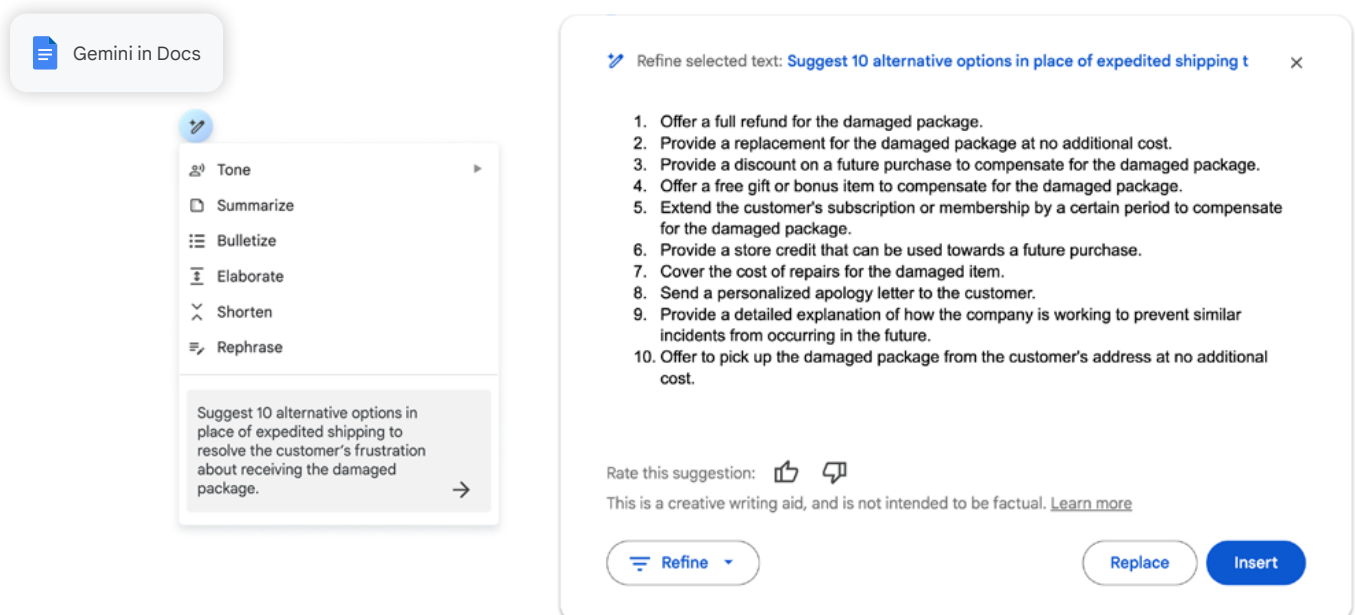 Gemini in Docs
Tone
Summarize
Bulletize
Elaborate
Shorten
Rephrase
Suggest 10 alternative options in
place of expedited shipping to
resolve the customer's frustration
about receiving the damaged
package.
Refine selected text: Suggest 10 alternative options in place of expedited shipping t
1. Offer a full refund for the damaged package.
2. Provide a replacement for the damaged package at no additional cost.
3. Provide a discount on a future purchase to compensate for the damaged package.
4. Offer a free gift or bonus item to compensate for the damaged package.
5. Extend the customer's subscription or membership by a certain period to compensate
for the damaged package.
6. Provide a store credit that can be used towards a future purchase.
7. Cover the cost of repairs for the damaged item.
8. Send a personalized apology letter to the customer.
9. Provide a detailed explanation of how the company is working to prevent similar
incidents from occurring in the future.
10. Offer to pick up the damaged package from the customer's address at no additional
cost.
Rate this suggestion:
This is a creative writing aid, and is not intended to be factual. Learn more
Refine
Replace
Insert